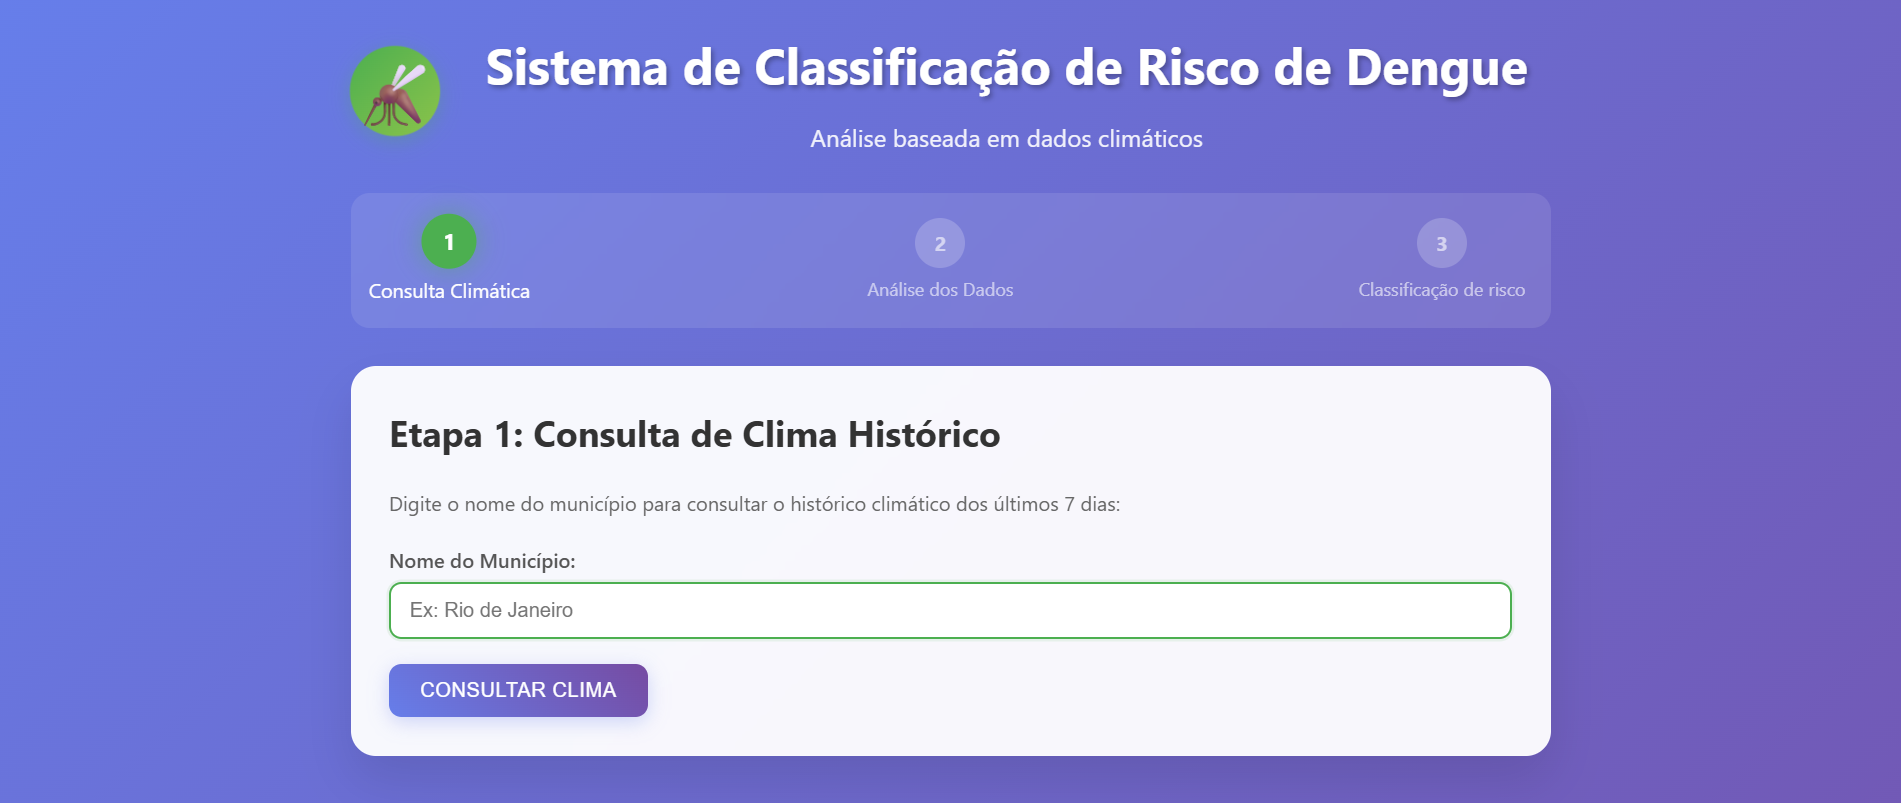 Sistema de Classificação de Risco de Dengue
Análise baseada em dados climáticos
1
Consulta Climática
2
Análise dos Dados
3
Classificação de risco
Etapa 1: Consulta de Clima Histórico
Digite o nome do município para consultar o histórico climático dos últimos 7 dias:
Nome do Município:
Ex: Rio de Janeiro
CONSULTAR CLIMA